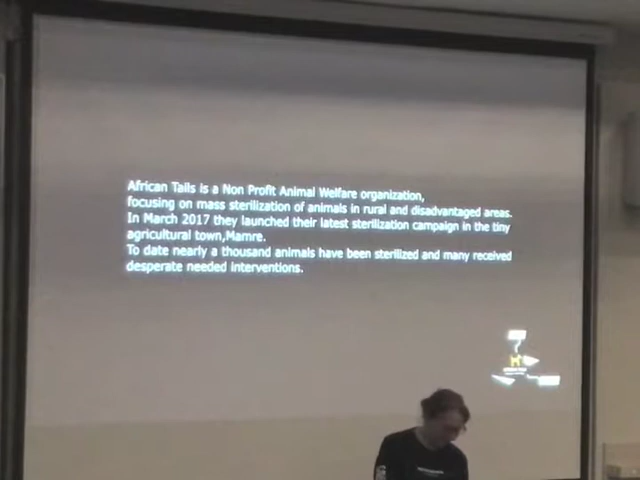 African Tails is a Non Profit Animal Welfare organization,
focusing on mass sterilization of animals in rural and disadvantaged areas.
In March 2017 they launched their latest sterilization campaign in the tiny
agricultural town,Mamre.
To date nearly a thousand animals have been sterilized and many received
desperate needed interventions.